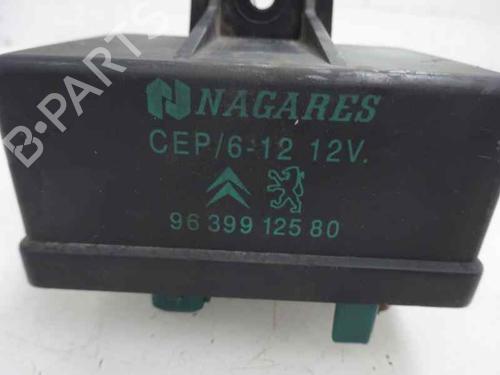 B-PARTS
NAGARES
CEP/6-12 12V.
96 399 125 80